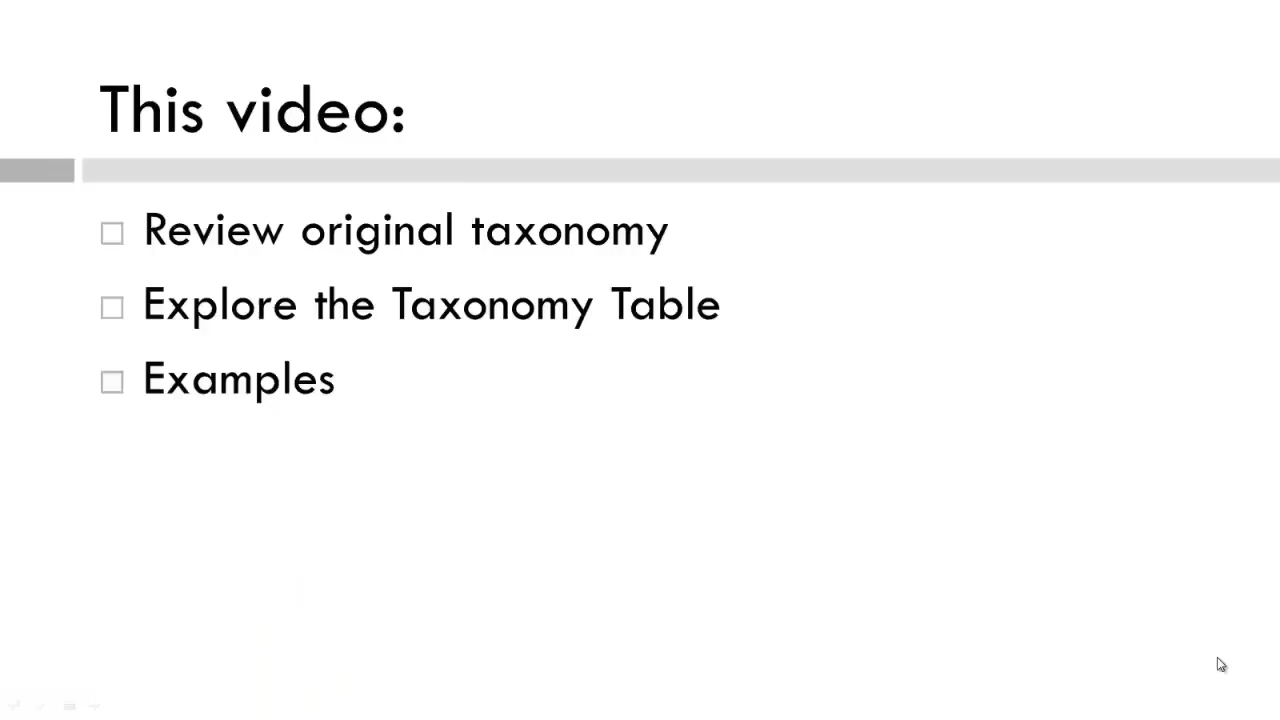 This video:
Review original taxonomy
Explore the Taxonomy Table
Examples